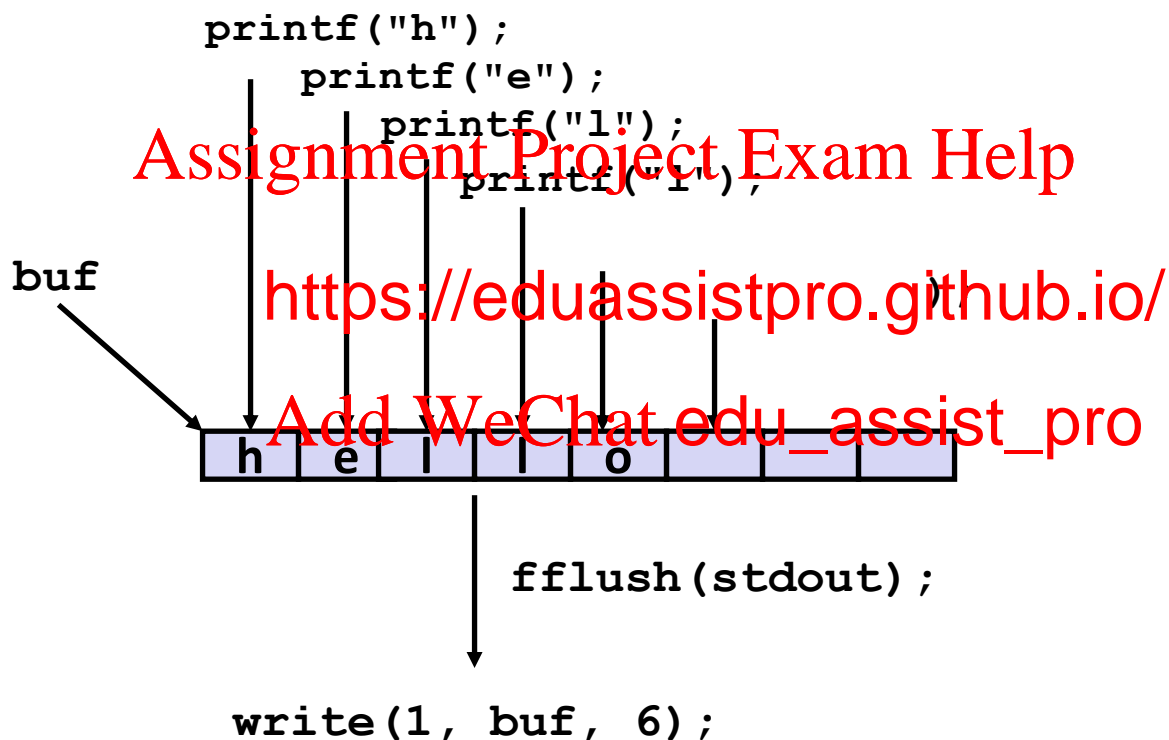 printf("h");
printf("e");
printf("l");
Assignment Project Exam Help
printf("l");
buf
https://eduassistpro.github.io/
);
Add WeChat edu_assist_pro
h e l l o
fflush(stdout);
write(1, buf, 6);